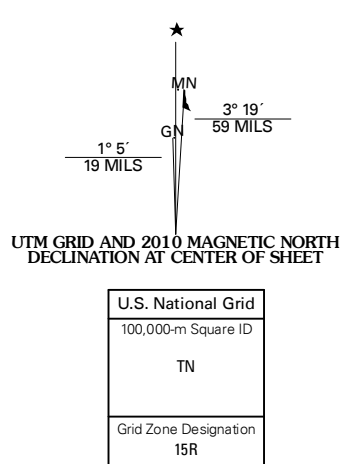 ★
MN
3° 19´
59 MILS
GN
1° 5´
19 MILS
UTM GRID AND 2010 MAGNETIC NORTH
DECLINATION AT CENTER OF SHEET
U.S. National Grid
100,000-m Square ID
TN
Grid Zone Designation
15R